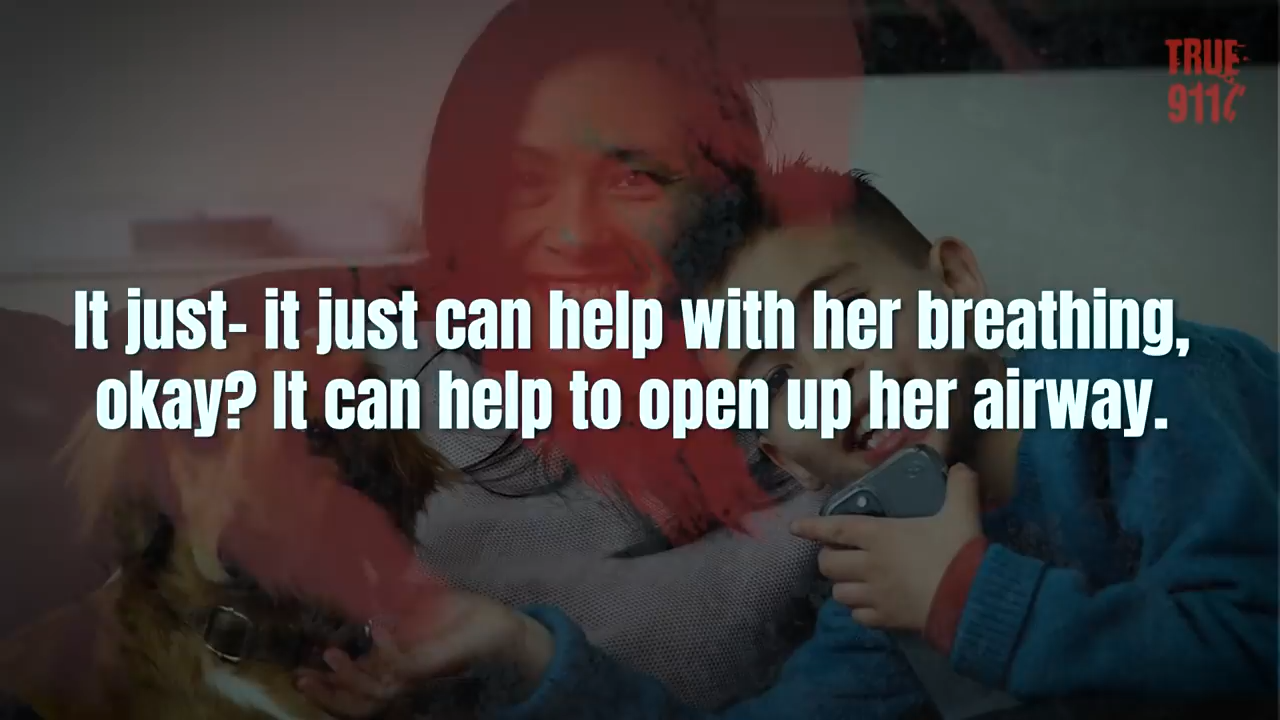 TRUE
911
It just- it just can help with her breathing,
okay? It can help to open up her airway.